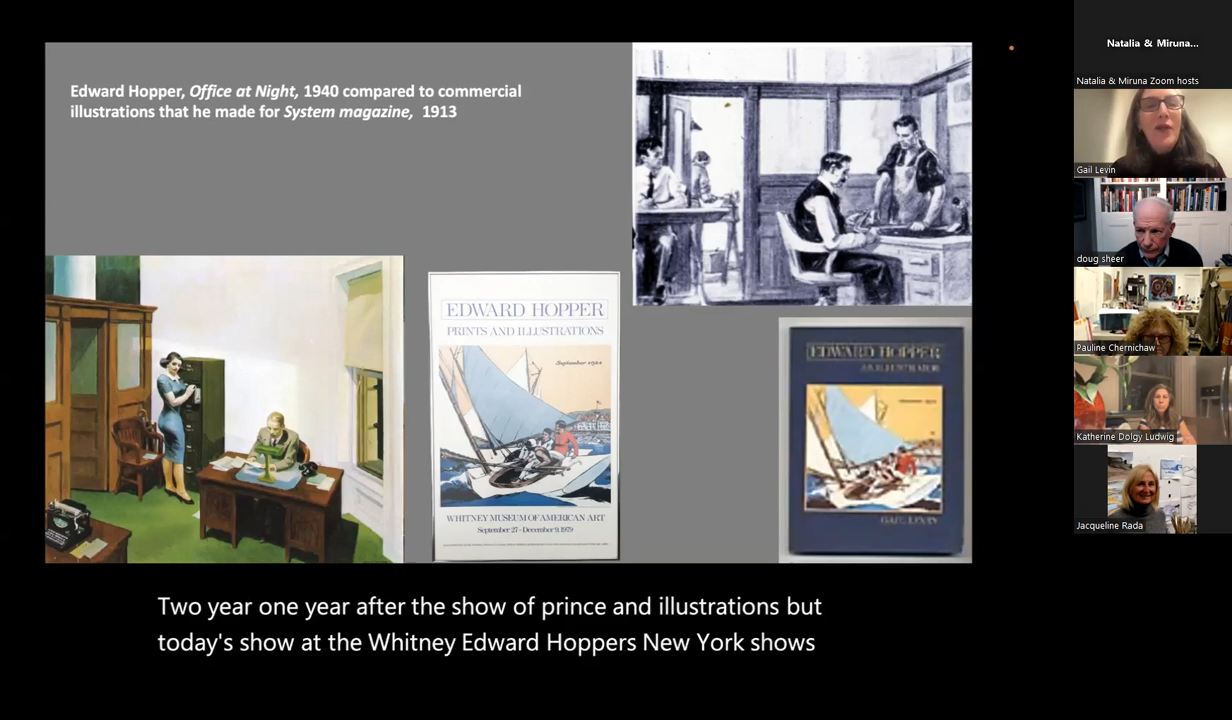 Edward Hopper, Office at Night, 1940 compared to commercial
illustrations that he made for System magazine, 1913
EDWARD HOPPER
PRINTS AND ILLUSTRATIONS
September 1924
WHITNEY MUSEUM OF AMERICAN ART
September 27 - December 9, 1979
EDWARD HOPPER
AS ILLUSTRATOR
GAIL LEVIN
Two year one year after the show of prince and illustrations but
today's show at the Whitney Edward Hoppers New York shows
Natalia & Miruna...
Natalia & Miruna Zoom hosts
Gail Levin
doug sheer
Pauline Chernichaw
Katherine Dolgy Ludwig
Jacqueline Rada